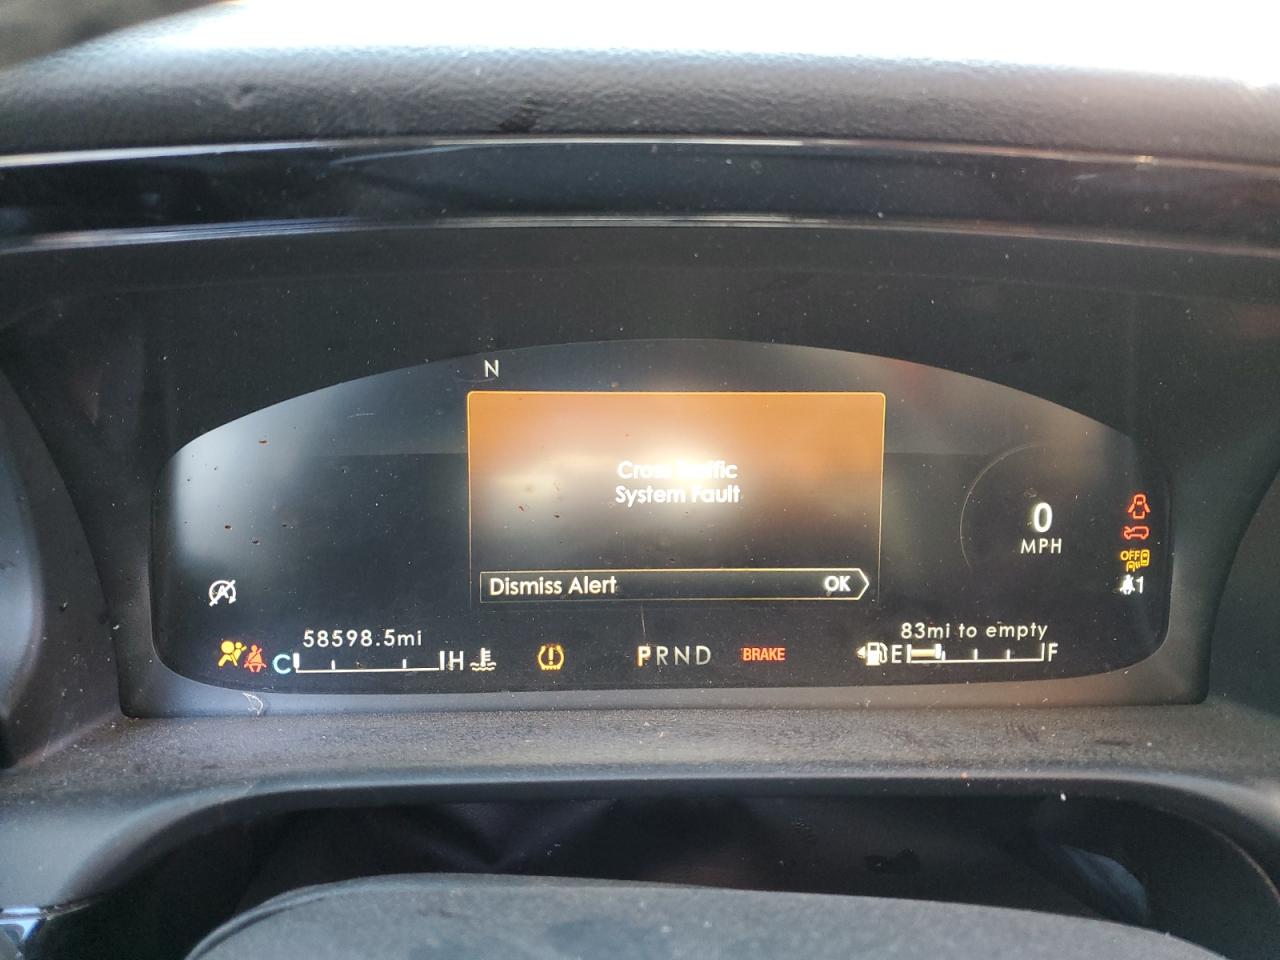 N
Cross Traffic
System Fault
Dismiss Alert OK
0
MPH
OFF
1
58598.5mi
83mi to empty
C H
PRND
BRAKE
E F